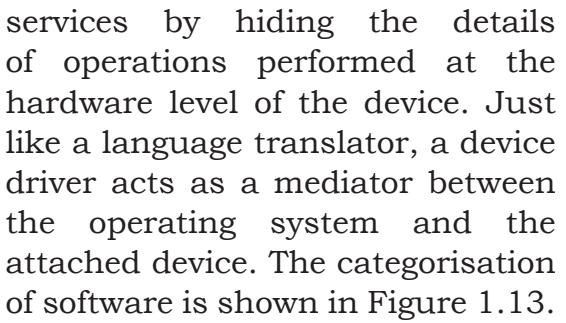 services by hiding the details
of operations performed at the
hardware level of the device. Just
like a language translator, a device
driver acts as a mediator between
the operating system and the
attached device. The categorisation
of software is shown in Figure 1.13.